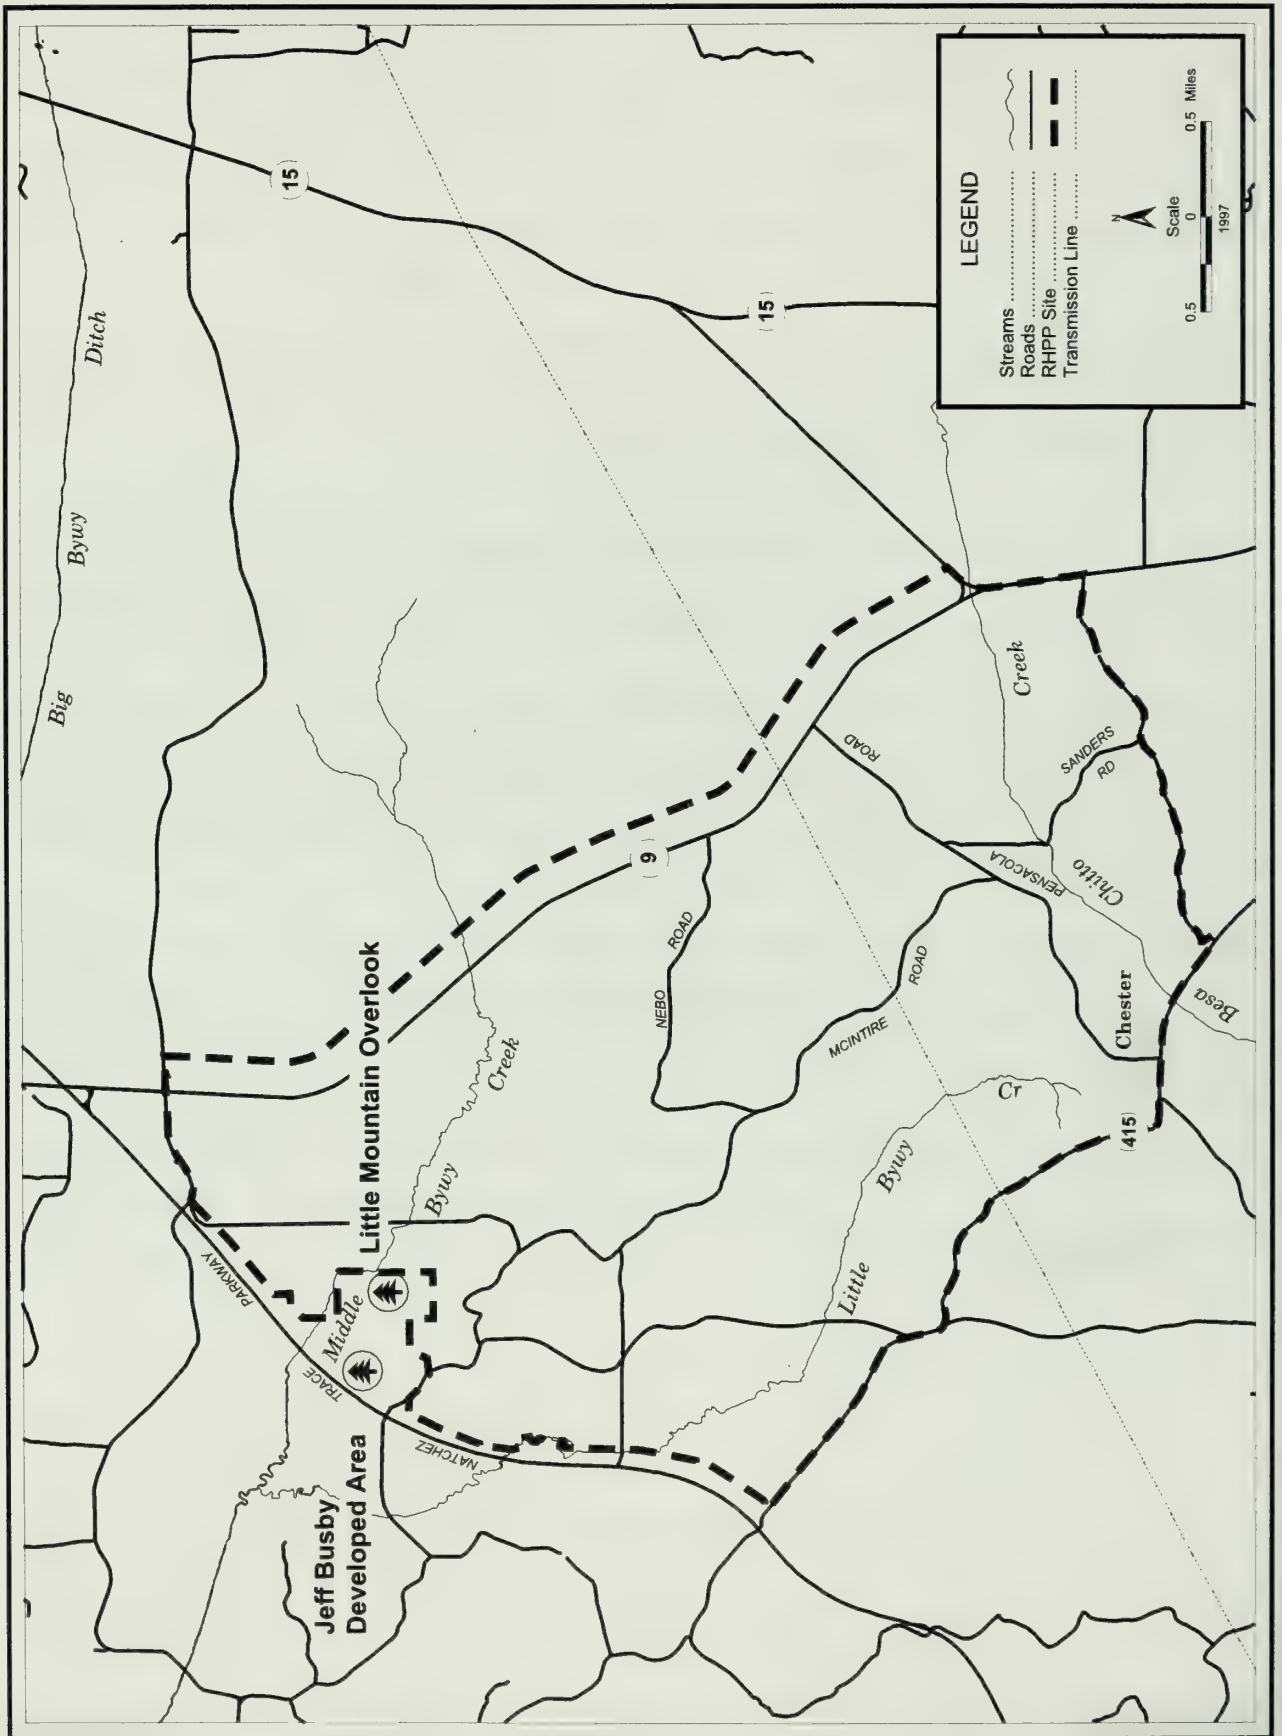 Big Bywy Ditch
15
15
9
Little Mountain Overlook
Middle Bywy Creek
NATCHEZ TRACE PARKWAY
Jeff Busby
Developed Area
NEBO ROAD
MCINTIRE ROAD
PENSACOLA ROAD
SANDERS
RD
Little Bywy Cr
Besa Chitto Creek
Chester
415
LEGEND
Streams
Roads
RHPP Site
Transmission Line
N
Scale
0.5 0 0.5 Miles
1997